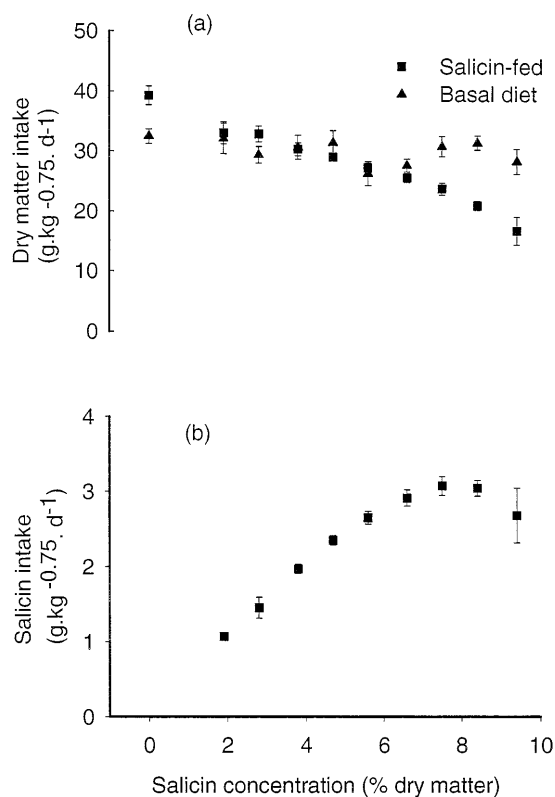 (a)
50
40
30
20
10
0
Dry matter intake
(g.kg -0.75. d-1)
Salicin-fed
Basal diet
(b)
4
3
2
1
0
Salicin intake
(g.kg -0.75. d-1)
0 2 4 6 8 10
Salicin concentration (% dry matter)